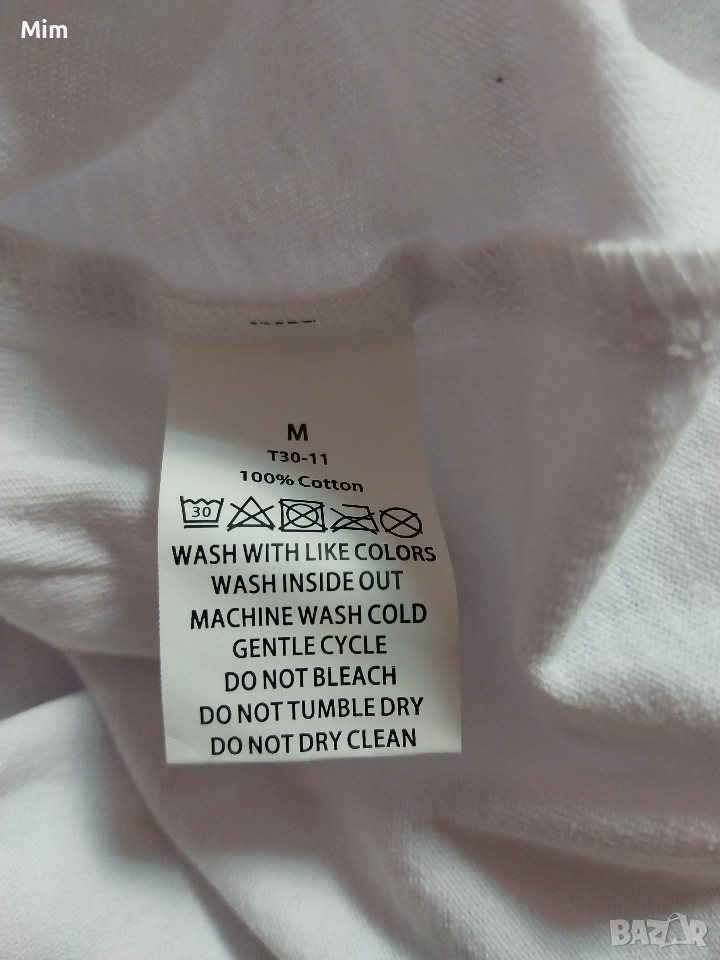 Mim
M
T30-11
100% Cotton
30
WASH WITH LIKE COLORS
WASH INSIDE OUT
MACHINE WASH COLD
GENTLE CYCLE
DO NOT BLEACH
DO NOT TUMBLE DRY
DO NOT DRY CLEAN
BAZAR